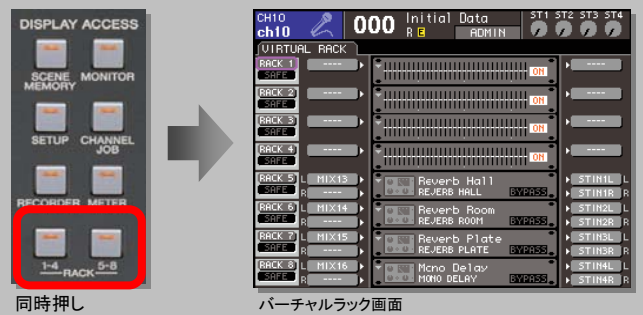 DISPLAY ACCESS
SCENE MEMORY
MONITOR
SETUP
CHANNEL JOB
RECORDER
METER
1-4
5-8
RACK
同時押し
CH10
ch10
000
Initial Data
R E
ADMIN
ST1 ST2 ST3 ST4
VIRTUAL RACK
RACK 1
SAFE
----
ON
----
RACK 2
SAFE
----
ON
----
RACK 3
SAFE
----
ON
----
RACK 4
SAFE
----
ON
----
RACK 5
SAFE
L MIX13
R ----
Reverb Hall
REVERB HALL
BYPASS
STIN1L L
STIN1R R
RACK 6
SAFE
L MIX14
R ----
Reverb Room
REVERB ROOM
BYPASS
STIN2L L
STIN2R R
RACK 7
SAFE
L MIX15
R ----
Reverb Plate
REVERB PLATE
BYPASS
STIN3L L
STIN3R R
RACK 8
SAFE
L MIX16
R ----
Mono Delay
MONO DELAY
BYPASS
STIN4L L
STIN4R R
バーチャルラック画面